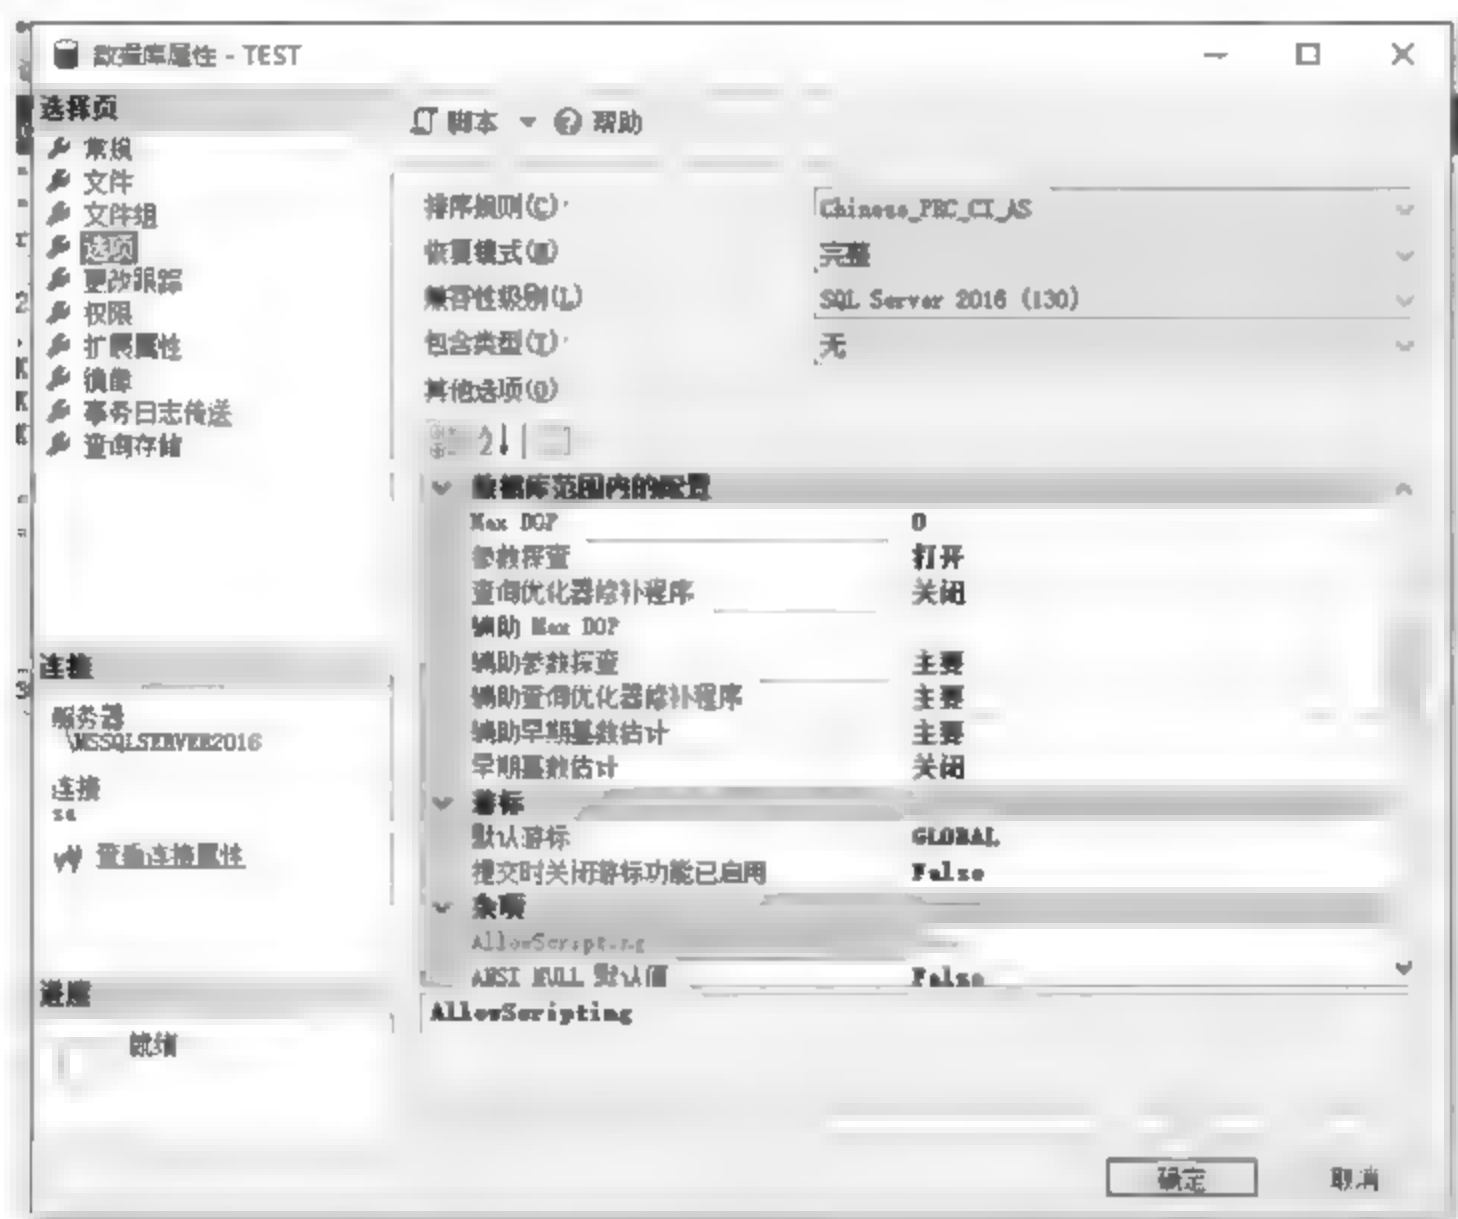 数据库属性 - TEST
选择页
常规
文件
文件组
选项
更改跟踪
权限
扩展属性
镜像
事务日志传送
查询存储
连接
服务器
\MSSQLSERVER2016
连接
sa
查看连接属性
进度
就绪
脚本 帮助
排序规则(C): Chinese_PRC_CI_AS
恢复模式(M) 完整
兼容性级别(L) SQL Server 2016 (130)
包含类型(T): 无
其他选项(O)
数据库范围内的配置
Max DOP 0
参数探查 打开
查询优化器修补程序 关闭
辅助 Max DOP
辅助参数探查 主要
辅助查询优化器修补程序 主要
辅助早期基数估计 主要
早期基数估计 关闭
游标
默认游标 GLOBAL
提交时关闭游标功能已启用 False
杂项
AllowScripting
ANSI NULL 默认值 False
AllowScripting
确定 取消